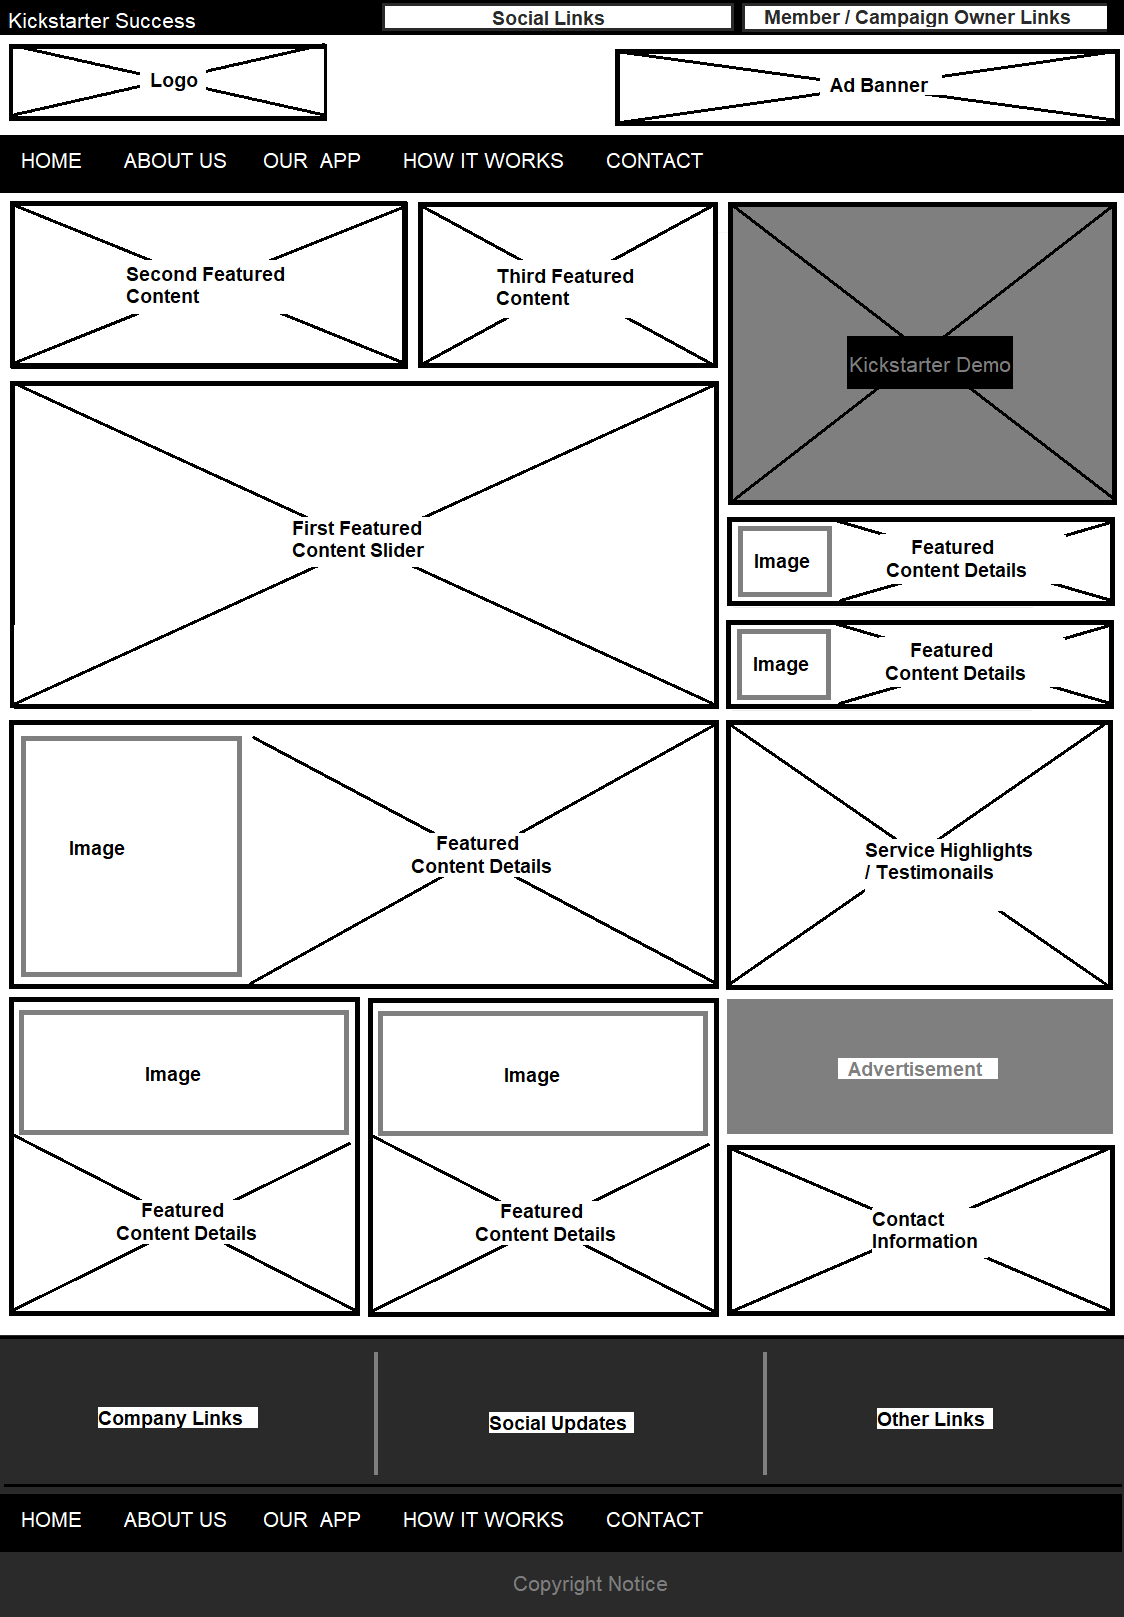 Kickstarter Success
Social Links
Member / Campaign Owner Links
Logo
Ad Banner
HOME ABOUT US OUR APP HOW IT WORKS CONTACT
Second Featured
Content
Third Featured
Content
Kickstarter Demo
First Featured
Content Slider
Image
Featured
Content Details
Image
Featured
Content Details
Image
Featured
Content Details
Service Highlights
/ Testimonails
Image
Featured
Content Details
Image
Featured
Content Details
Advertisement
Contact
Information
Company Links
Social Updates
Other Links
HOME ABOUT US OUR APP HOW IT WORKS CONTACT
Copyright Notice